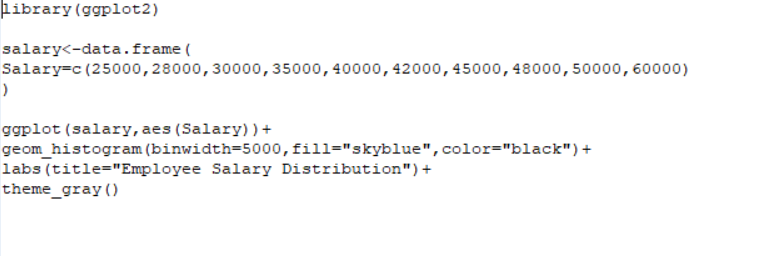 library(ggplot2)
salary<-data.frame(
Salary=c(25000,28000,30000,35000,40000,42000,45000,48000,50000,60000)
)
ggplot(salary,aes(Salary))+
geom_histogram(binwidth=5000,fill="skyblue",color="black")+
labs(title="Employee Salary Distribution")+
theme_gray()